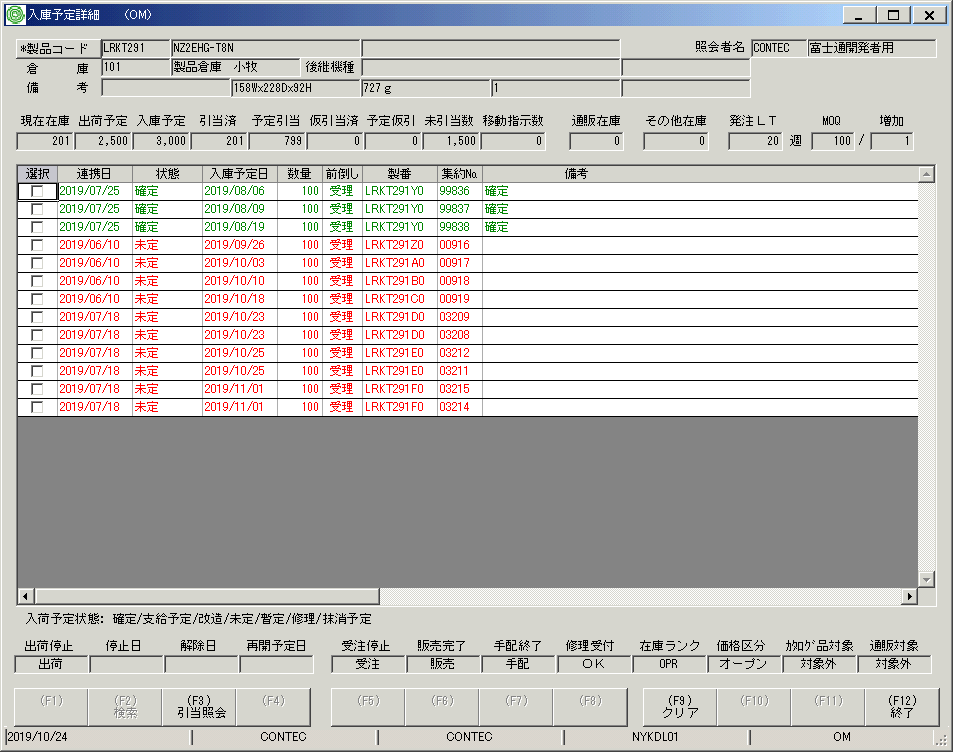 入庫予定詳細 (OM)
*製品コード LRKT291 NZ2EHG-T8N 照会者名 CONTEC 富士通開発者用
倉 庫 101 製品倉庫 小牧 後継機種
備 考 158W×228D×92H 727g 1
現在在庫 出荷予定 入庫予定 引当済 予定引当 仮引当済 予定仮引 未引当数 移動指示数 通販在庫 その他在庫 発注LT MOQ 増加
201 2,500 3,000 201 799 0 0 1,500 0 0 0 20 週 100 / 1
選択 連携日 状態 入庫予定日 数量 前倒し 製番 集約No. 備考
2019/07/25 確定 2019/08/06 100 受理 LRKT291Y0 99836 確定
2019/07/25 確定 2019/08/09 100 受理 LRKT291Y0 99837 確定
2019/07/25 確定 2019/08/19 100 受理 LRKT291Y0 99838 確定
2019/06/10 未定 2019/09/26 100 受理 LRKT291Z0 00916
2019/06/10 未定 2019/10/03 100 受理 LRKT291A0 00917
2019/06/10 未定 2019/10/10 100 受理 LRKT291B0 00918
2019/06/10 未定 2019/10/18 100 受理 LRKT291C0 00919
2019/07/18 未定 2019/10/23 100 受理 LRKT291D0 03209
2019/07/18 未定 2019/10/23 100 受理 LRKT291D0 03208
2019/07/18 未定 2019/10/25 100 受理 LRKT291E0 03212
2019/07/18 未定 2019/10/25 100 受理 LRKT291E0 03211
2019/07/18 未定 2019/11/01 100 受理 LRKT291F0 03215
2019/07/18 未定 2019/11/01 100 受理 LRKT291F0 03214
入荷予定状態: 確定/支給予定/改造/未定/暫定/修理/抹消予定
出荷停止 停止日 解除日 再開予定日 受注停止 販売完了 手配終了 修理受付 在庫ランク 価格区分 ｶﾀﾛｸﾞ品対象 通販対象
出荷 受注 販売 手配 OK OPR オープン 対象外 対象外
(F1) (F2) (F3) (F4) (F5) (F6) (F7) (F8) (F9) (F10) (F11) (F12)
検索 引当照会 クリア 終了
2019/10/24 CONTEC CONTEC NYKDL01 OM